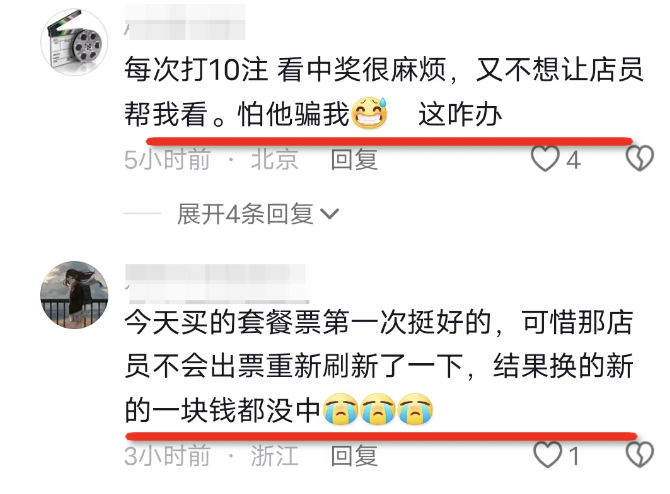 每次打10注 看中奖很麻烦，又不想让店员
帮我看。怕他骗我😅 这咋办
5小时前 · 北京 回复 4
展开4条回复
今天买的套餐票第一次挺好的，可惜那店
员不会出票重新刷新了一下，结果换的新
的一块钱都没中😭😭😭
3小时前 · 浙江 回复 1